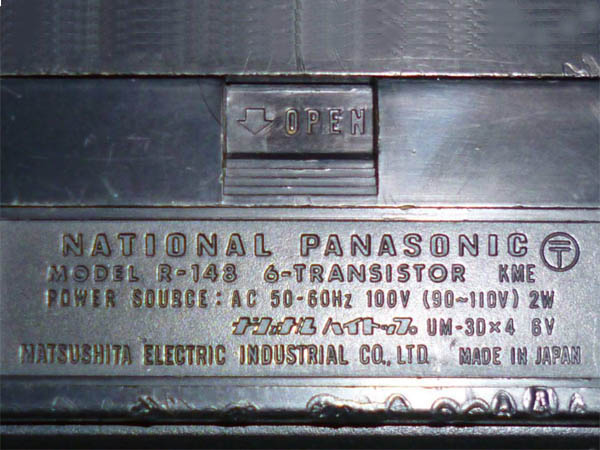 OPEN
NATIONAL PANASONIC 〒
MODEL R-148 6-TRANSISTOR KME
POWER SOURCE: AC 50-60Hz 100V (90~110V) 2W
ナショナル ハイトップ UM-3D×4 6V
MATSUSHITA ELECTRIC INDUSTRIAL CO., LTD. MADE IN JAPAN